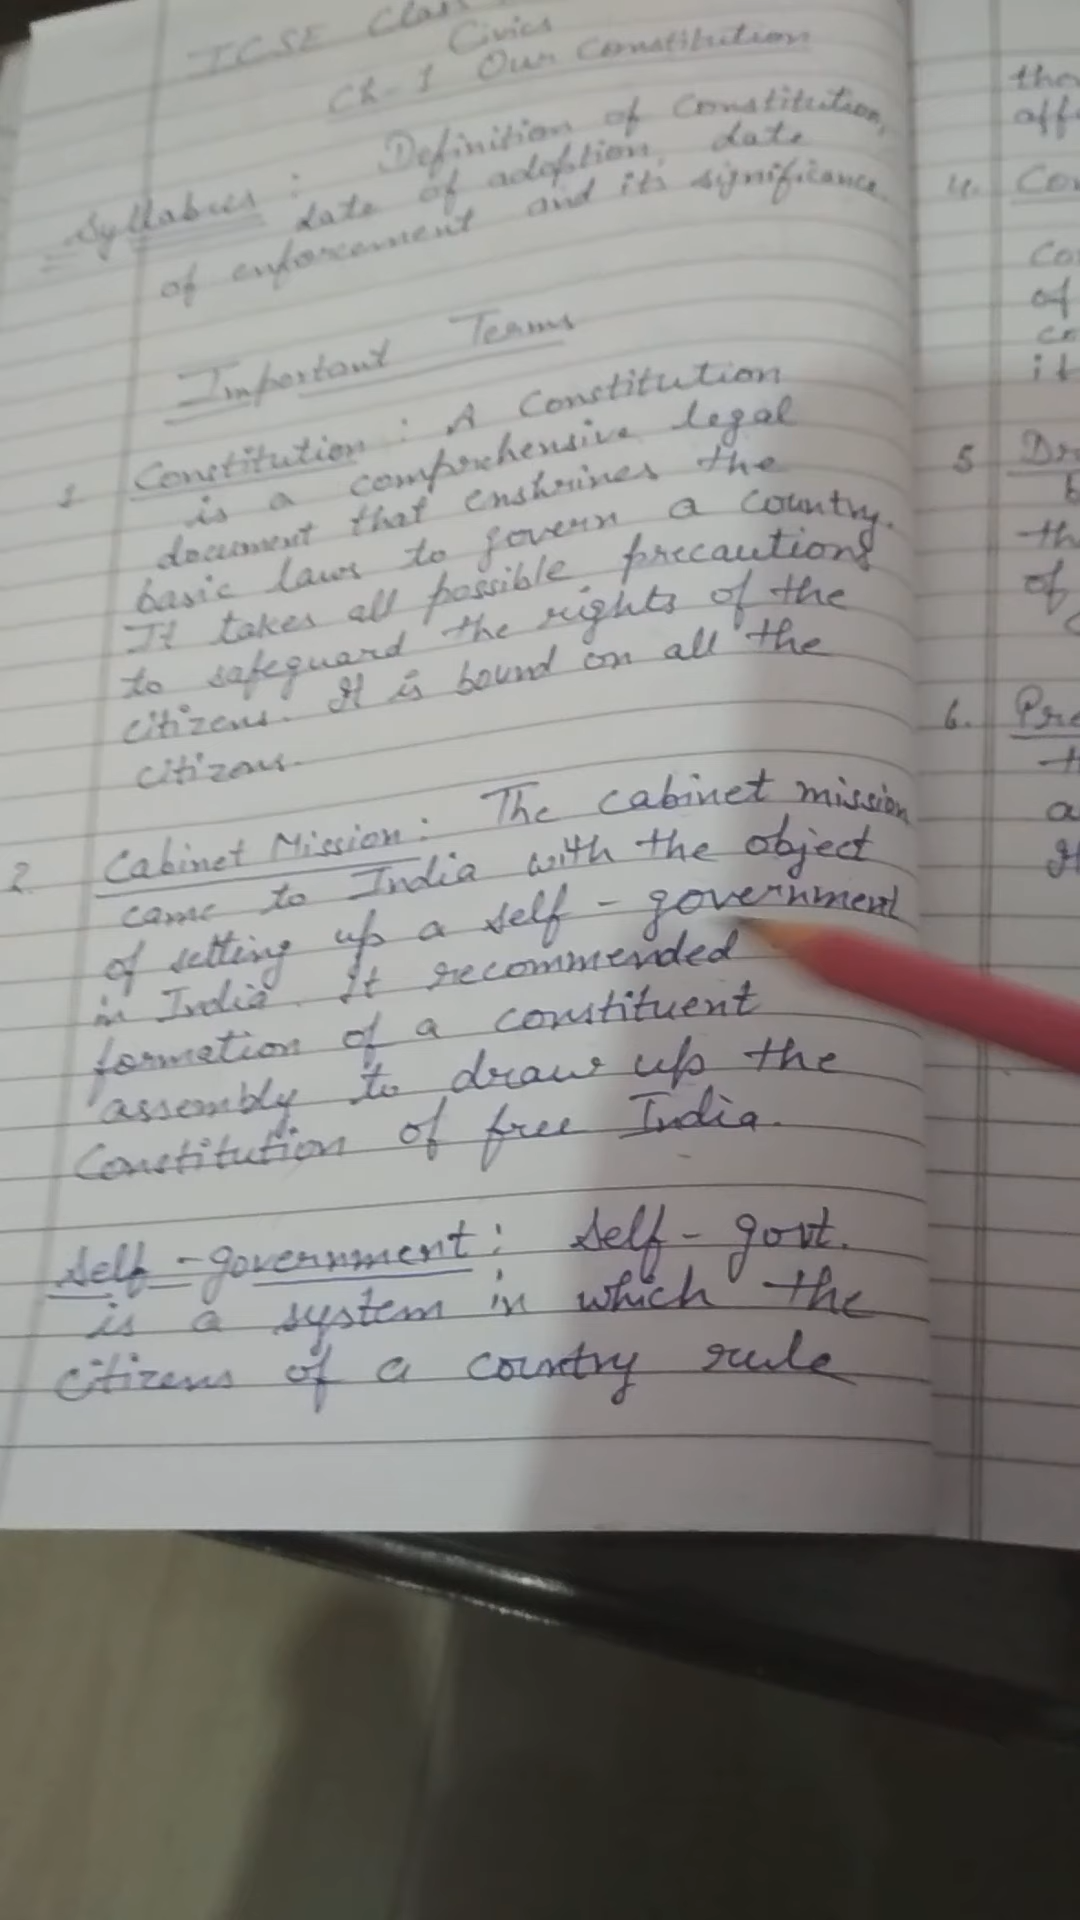 ICSE Class
Civics
Ch-1 Our Constitution
Syllabus : Definition of Constitution,
date of adoption, date
of enforcement and its significance.
Important Terms
1 Constitution : A Constitution
is a comprehensive legal
document that enshrines the
basic laws to govern a country.
It takes all possible precautions
to safeguard the rights of the
citizens. It is bound on all the
citizens.
2. Cabinet Mission: The cabinet mission
came to India with the object
of setting up a self - government
in India. It recommended
formation of a constituent
assembly to draw up the
Constitution of free India.
Self - government : Self - govt.
is a system in which the
citizens of a country rule
4.
of
it
5
of
6.